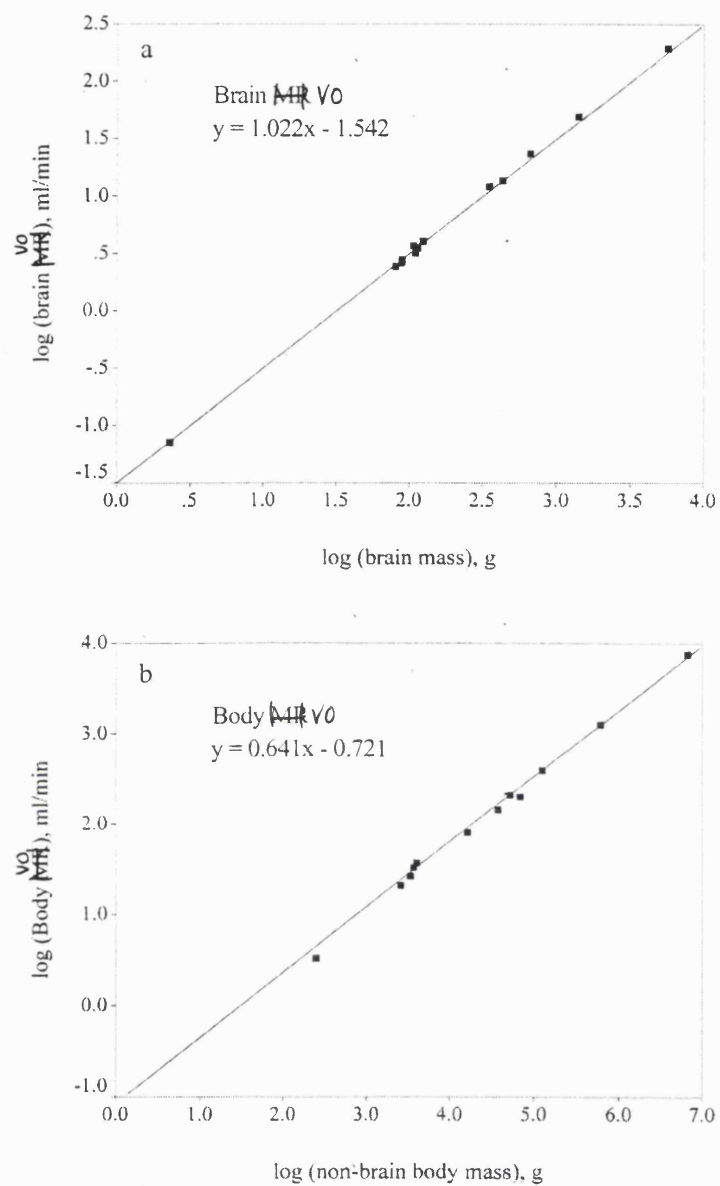 2.5
a
2.0
Brain MR VO
y = 1.022x - 1.542
1.5
1.0
.5
0.0
-.5
-1.0
-1.5
log (brain MR VO), ml/min
0.0 .5 1.0 1.5 2.0 2.5 3.0 3.5 4.0
log (brain mass), g
4.0
b
Body MR VO
y = 0.641x - 0.721
3.0
2.0
1.0
0.0
-1.0
log (Body MR VO), ml/min
0.0 1.0 2.0 3.0 4.0 5.0 6.0 7.0
log (non-brain body mass), g